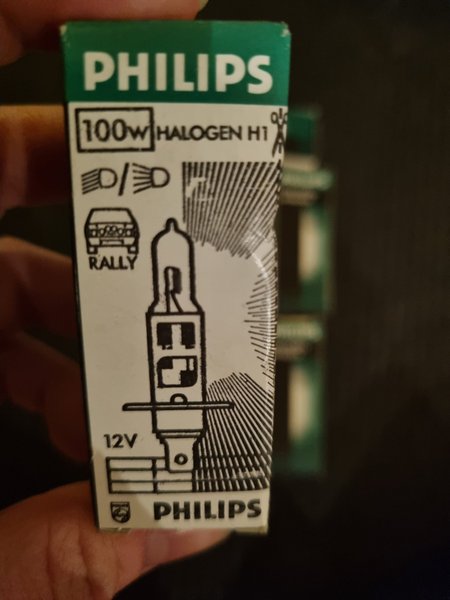 PHILIPS
100W HALOGEN H1
/
RALLY
12V
PHILIPS